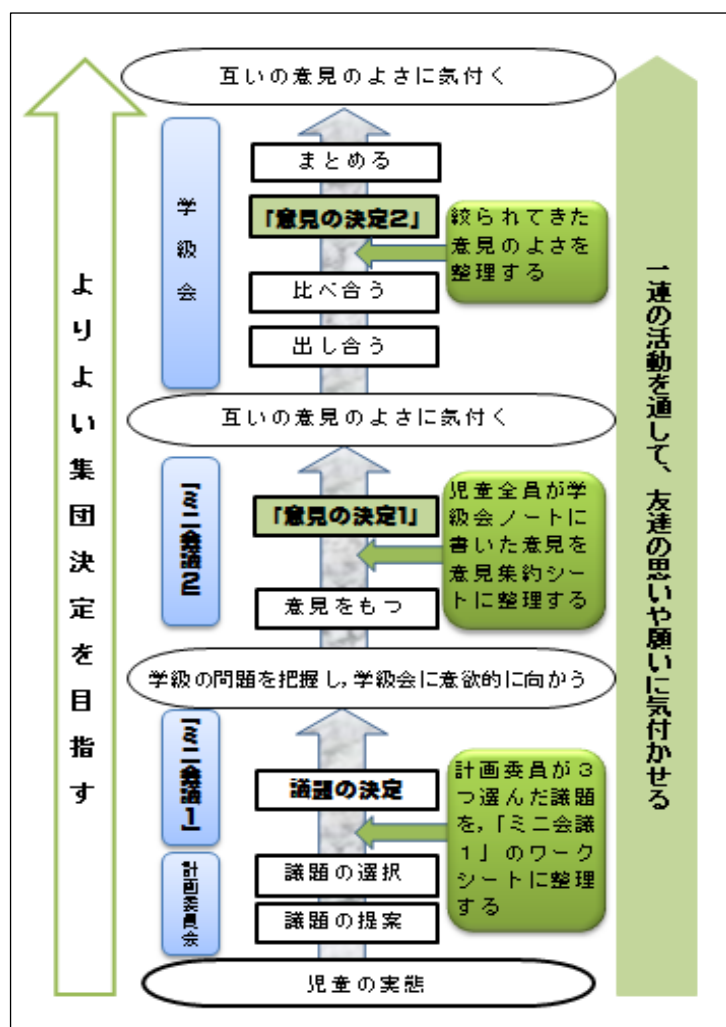 互いの意見のよさに気付く
まとめる
「意見の決定2」
絞られてきた
意見のよさを
整理する
比べ合う
出し合う
学級会
互いの意見のよさに気付く
「意見の決定1」
児童全員が学
級会ノートに
書いた意見を
意見集約シー
トに整理する
意見をもつ
「ミニ会議2」
学級の問題を把握し,学級会に意欲的に向かう
「ミニ会議1」
議題の決定
計画委員が3
つ選んだ議題
を,「ミニ会議
1」のワーク
シートに整理
する
議題の選択
議題の提案
計画委員会
児童の実態
よりよい集団決定を目指す
一連の活動を通して、友達の思いや願いに気付かせる